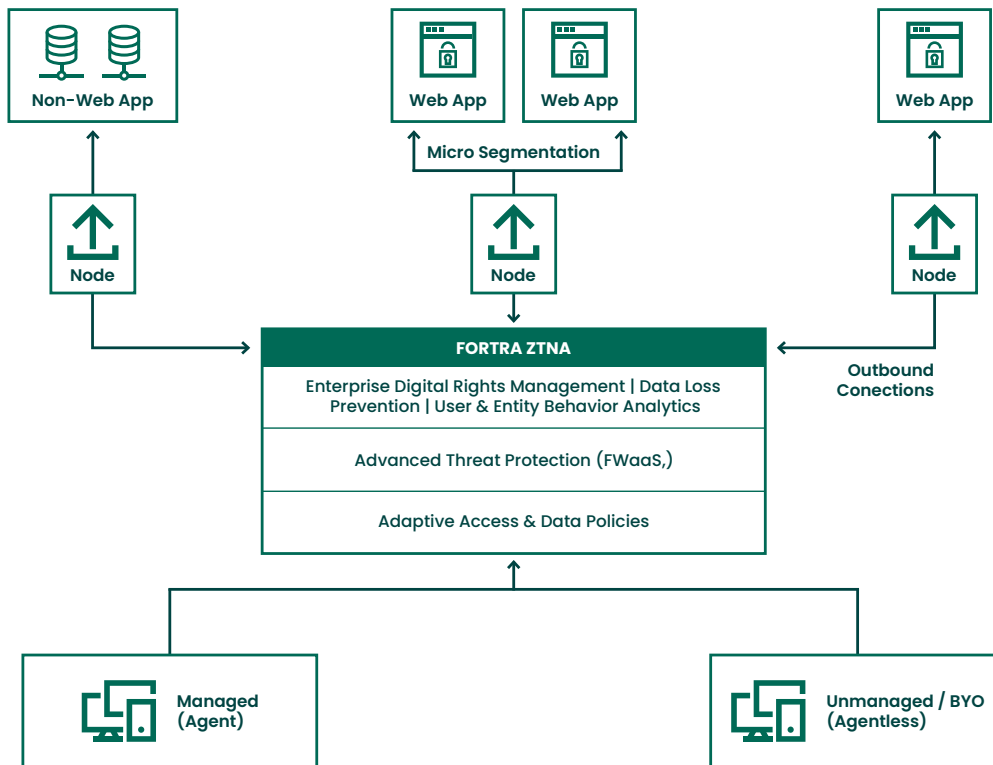 Non-Web App
Web App
Web App
Web App
Micro Segmentation
Node
Node
Node
FORTRA ZTNA
Enterprise Digital Rights Management | Data Loss
Prevention | User & Entity Behavior Analytics
Advanced Threat Protection (FWaaS,)
Adaptive Access & Data Policies
Outbound
Conections
Managed
(Agent)
Unmanaged / BYO
(Agentless)